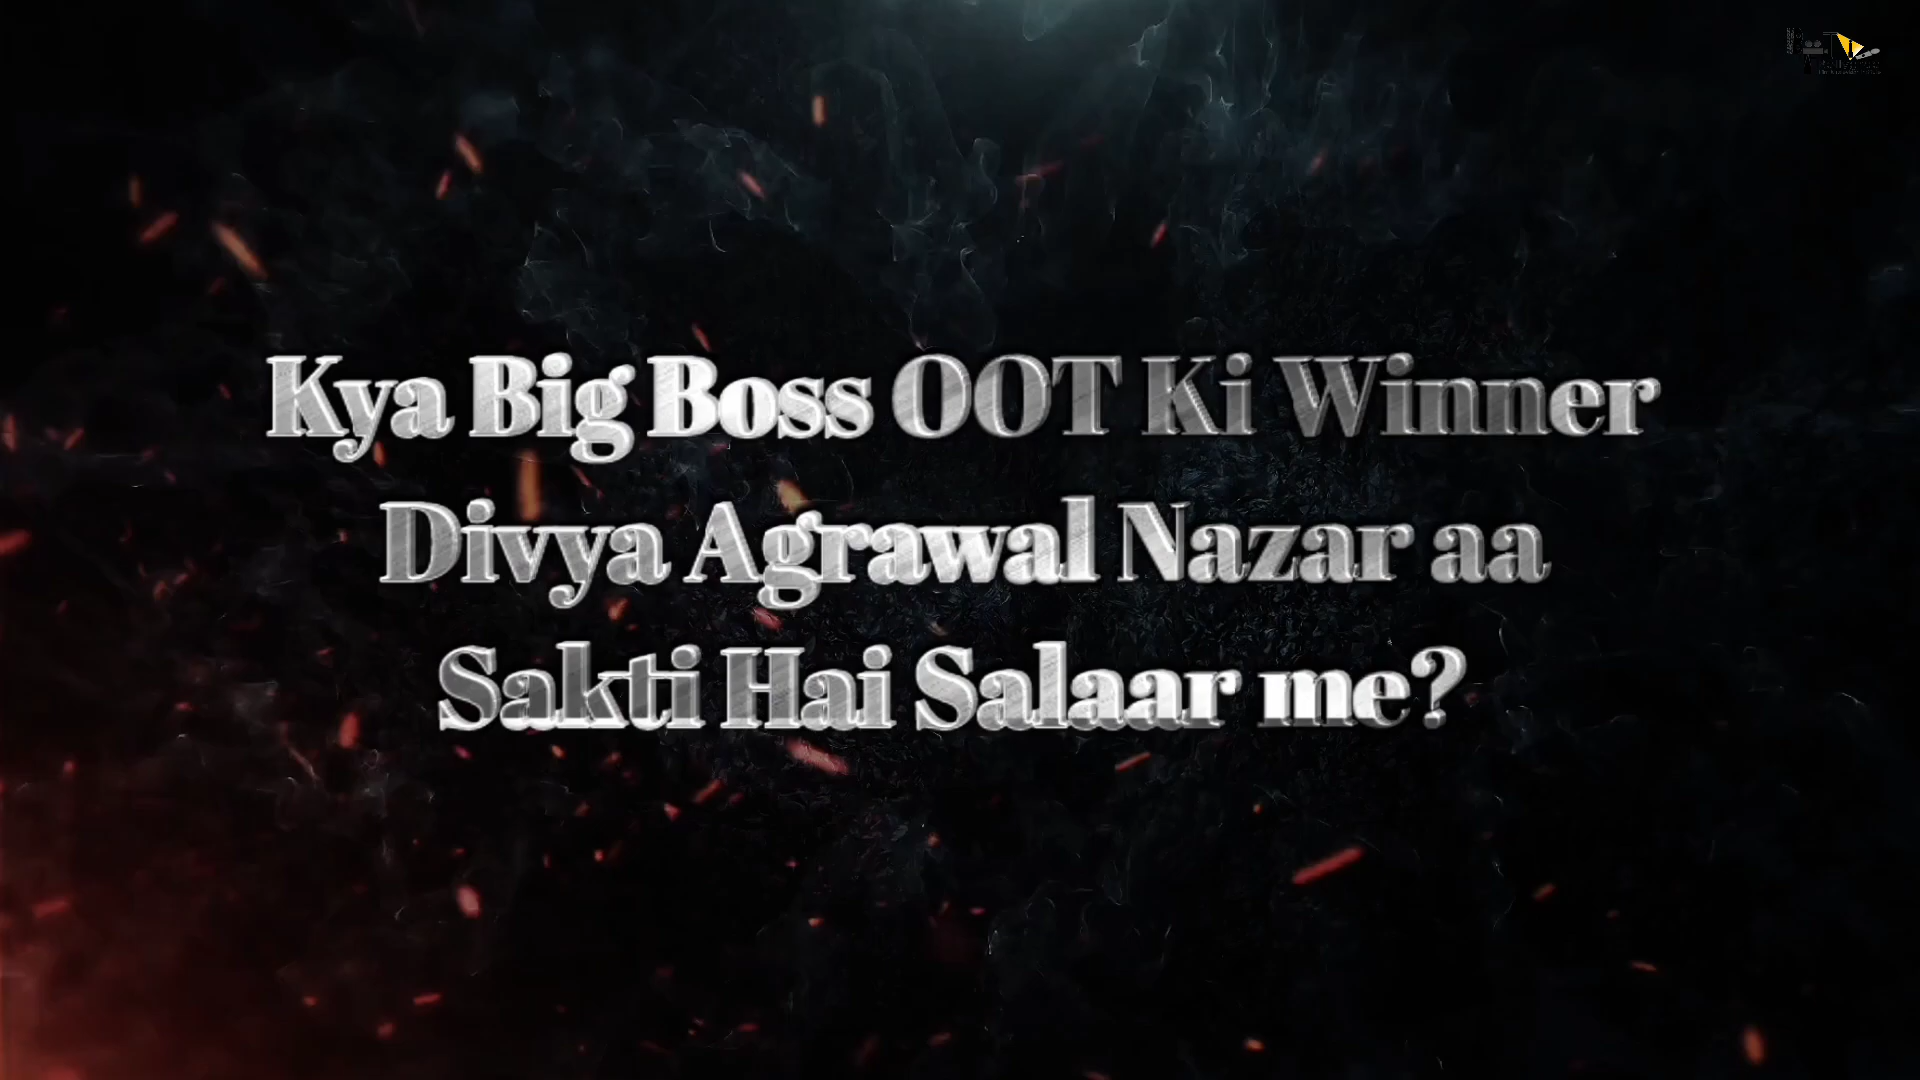 Kya Big Boss OOT Ki Winner
Divya Agrawal Nazar aa
Sakti Hai Salaar me?